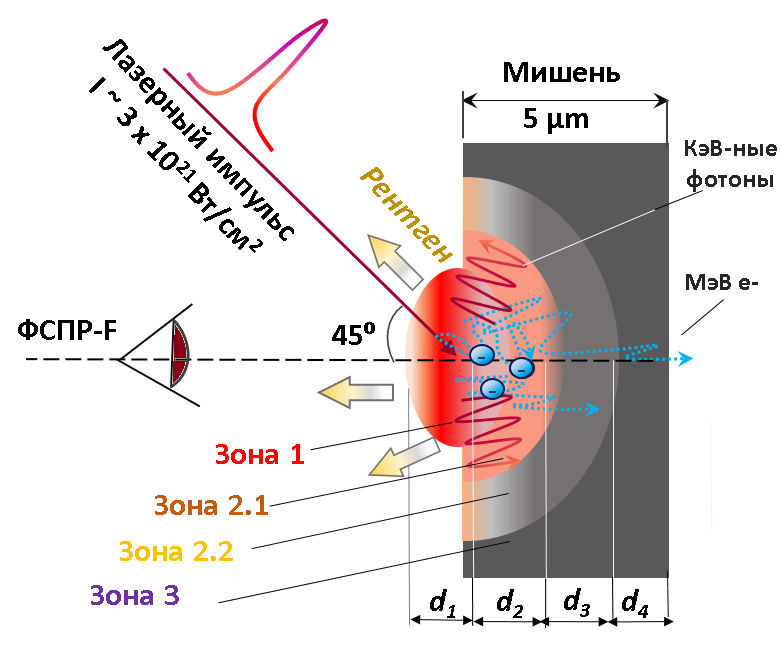 Лазерный импульс
I ~ 3 x 10²¹ Вт/см²
Мишень
5 µm
КэВ-ные
фотоны
Рентген
МэВ e-
ФСПР-F
45⁰
-
-
-
Зона 1
Зона 2.1
Зона 2.2
Зона 3
d₁ d₂ d₃ d₄